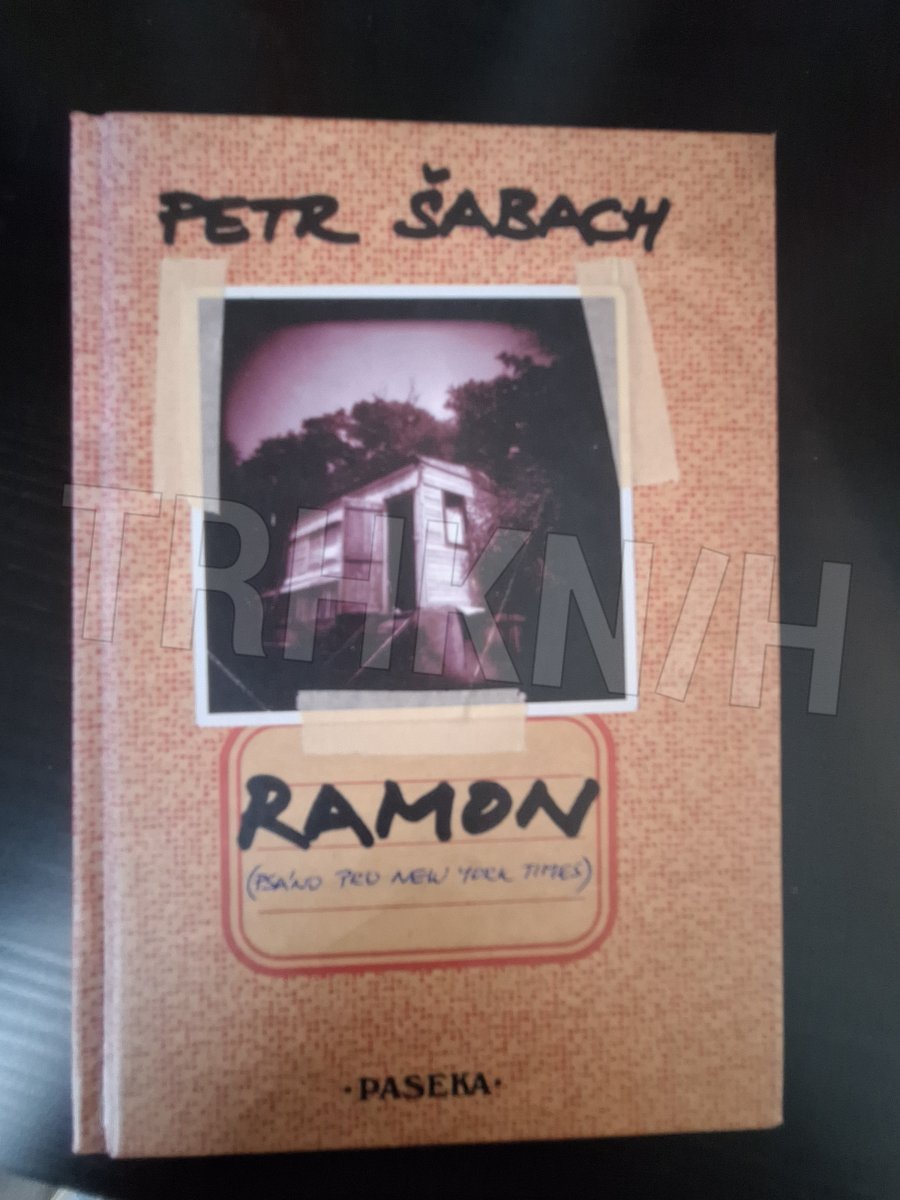 PETR ŠABACH
TRHKNIH
RAMON
(PSÁNO PRO NEW YORK TIMES)
·PASEKA·